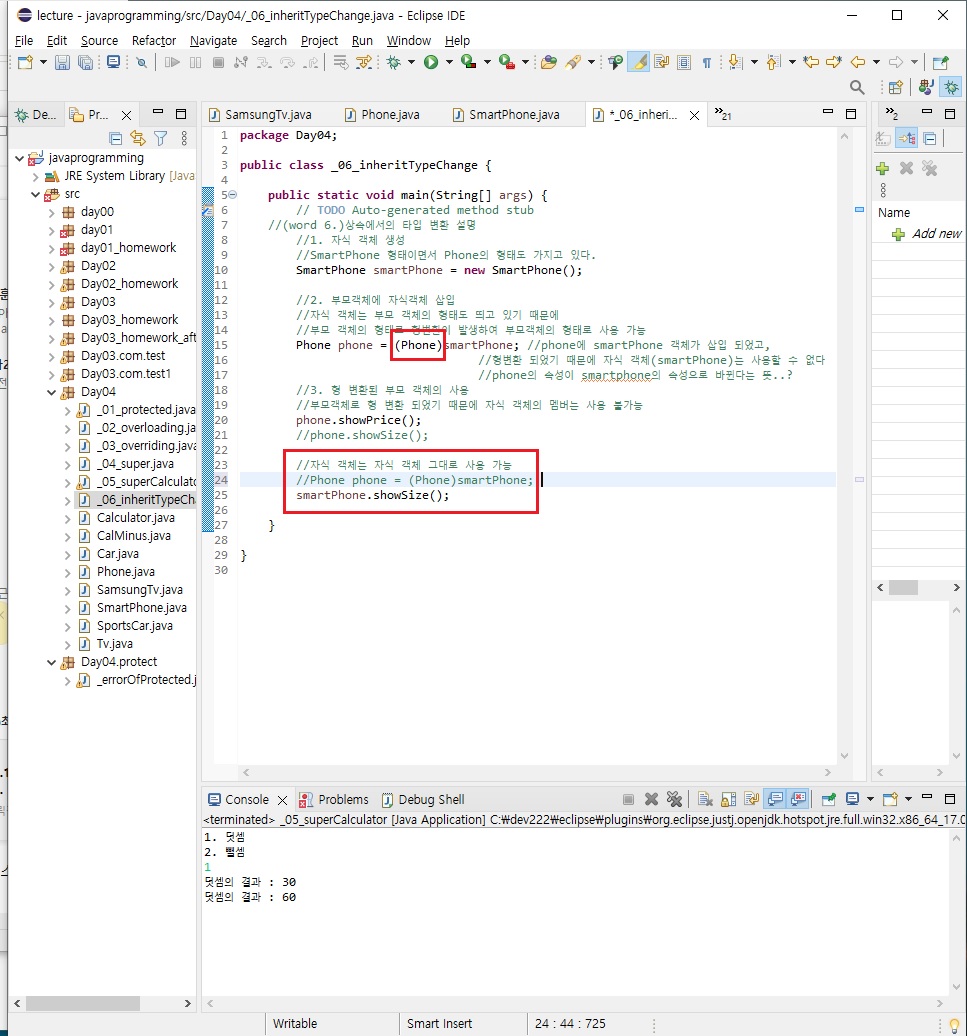 lecture - javaprogramming/src/Day04/_06_inheritTypeChange.java - Eclipse IDE
File Edit Source Refactor Navigate Search Project Run Window Help
De... Pr...
javaprogramming
JRE System Library [Java
src
day00
day01
day01_homework
Day02
Day02_homework
Day03
Day03_homework
Day03_homework_aft
Day03.com.test
Day03.com.test1
Day04
_01_protected.java
_02_overloading.ja
_03_overriding.java
_04_super.java
_05_superCalculato
_06_inheritTypeCh
Calculator.java
CalMinus.java
Car.java
Phone.java
SamsungTv.java
SmartPhone.java
SportsCar.java
Tv.java
Day04.protect
_errorOfProtected.j
SamsungTv.java Phone.java SmartPhone.java *_06_inheri... 21
1 package Day04;
2
3 public class _06_inheritTypeChange {
4
5 public static void main(String[] args) {
6 // TODO Auto-generated method stub
7 //(word 6.)상속에서의 타입 변환 설명
8 //1. 자식 객체 생성
9 //SmartPhone 형태이면서 Phone의 형태도 가지고 있다.
10 SmartPhone smartPhone = new SmartPhone();
11
12 //2. 부모객체에 자식객체 삽입
13 //자식 객체는 부모 객체의 형태도 띄고 있기 때문에
14 //부모 객체의 형태로 형변환이 발생하여 부모객체의 형태로 사용 가능
15 Phone phone = (Phone)smartPhone; //phone에 smartPhone 객체가 삽입 되었고,
16 //형변환 되었기 때문에 자식 객체(smartPhone)는 사용할 수 없다
17 //phone의 속성이 smartphone의 속성으로 바뀐다는 뜻..?
18 //3. 형 변환된 부모 객체의 사용
19 //부모객체로 형 변환 되었기 때문에 자식 객체의 멤버는 사용 불가능
20 phone.showPrice();
21 //phone.showSize();
22
23 //자식 객체는 자식 객체 그대로 사용 가능
24 //Phone phone = (Phone)smartPhone;
25 smartPhone.showSize();
26
27 }
28
29 }
30
2
Name
Add new
Console Problems Debug Shell
<terminated> _05_superCalculator [Java Application] C:₩dev222₩eclipse₩plugins₩org.eclipse.justj.openjdk.hotspot.jre.full.win32.x86_64_17.0
1. 덧셈
2. 뺄셈
1
덧셈의 결과 : 30
덧셈의 결과 : 60
Writable Smart Insert 24 : 44 : 725